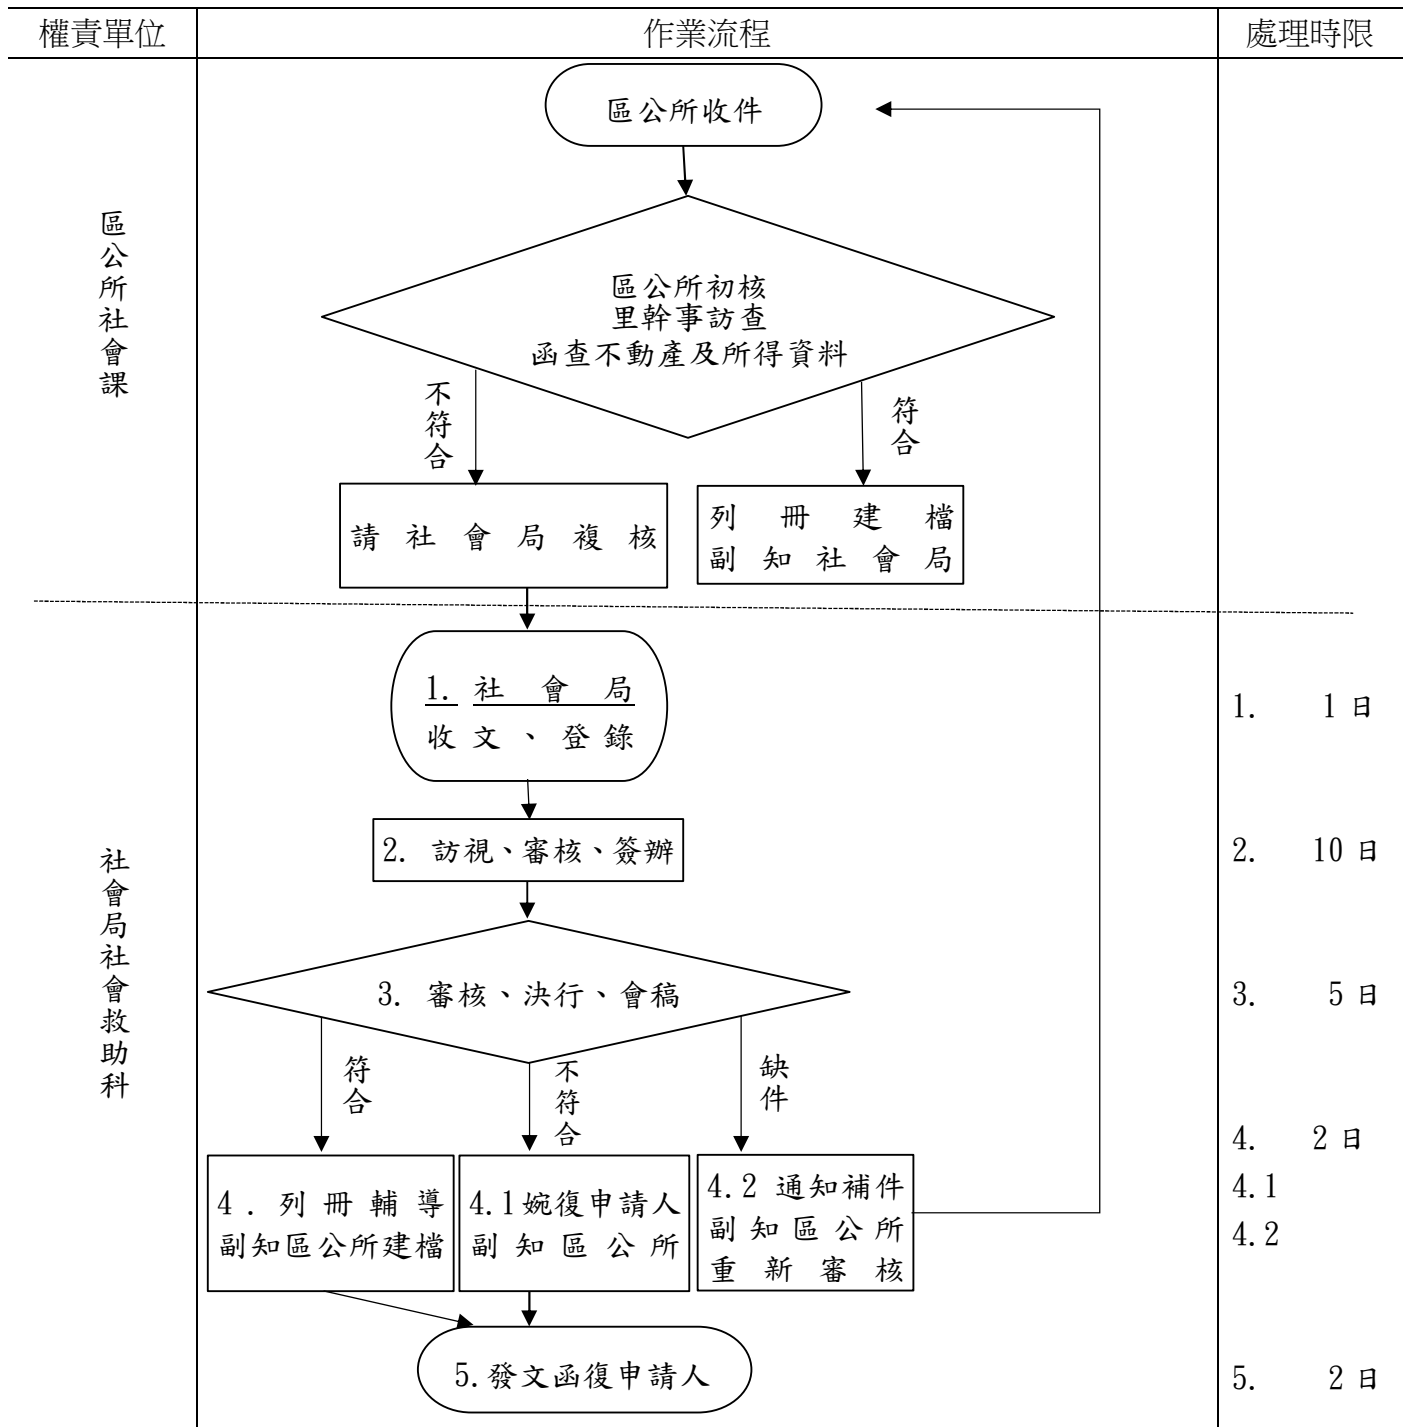 權責單位
作業流程
處理時限
區公所社會課
區公所收件
區公所初核
里幹事訪查
函查不動產及所得資料
不符合
符合
請社會局複核
列冊建檔
副知社會局
社會局社會救助科
1. 社會局
收文、登錄
1. 1日
2. 訪視、審核、簽辦
2. 10日
3. 審核、決行、會稿
3. 5日
符合
不符合
缺件
4.列冊輔導
副知區公所建檔
4.1婉復申請人
副知區公所
4.2 通知補件
副知區公所
重新審核
4. 2日
4.1
4.2
5.發文函復申請人
5. 2日